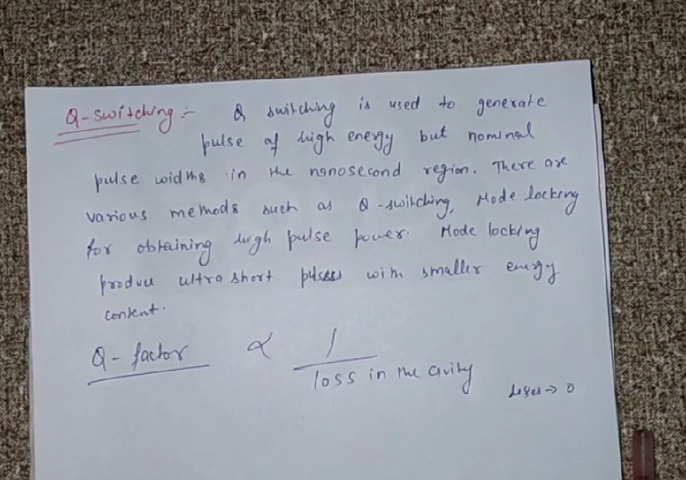 Q-switching:- Q switching is used to generate
pulse of high energy but nominal
pulse widths in the nanosecond region. There are
various methods such as Q-switching, Mode locking
for obtaining high pulse power. Mode locking
produce ultra short pulses with smaller energy
content.
Q-factor ∝ 1
loss in the cavity
losses → 0